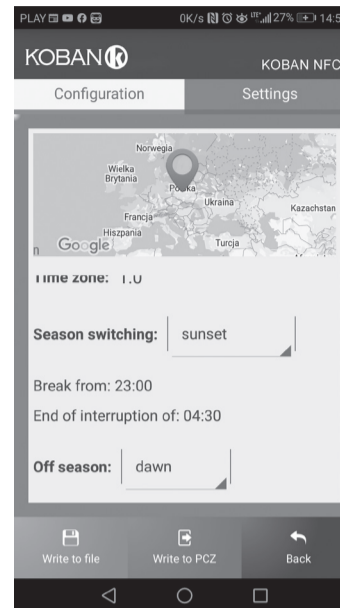 PLAY 0K/s LTE 27% 14:5
KOBAN K
KOBAN NFC
Configuration Settings
Norwegia
Wielka
Brytania
Polska
Ukraina
Kazachstan
Francja
Hiszpania
Turcja
Google
Time zone: 1.0
Season switching: sunset
Break from: 23:00
End of interruption of: 04:30
Off season: dawn
Write to file Write to PCZ Back